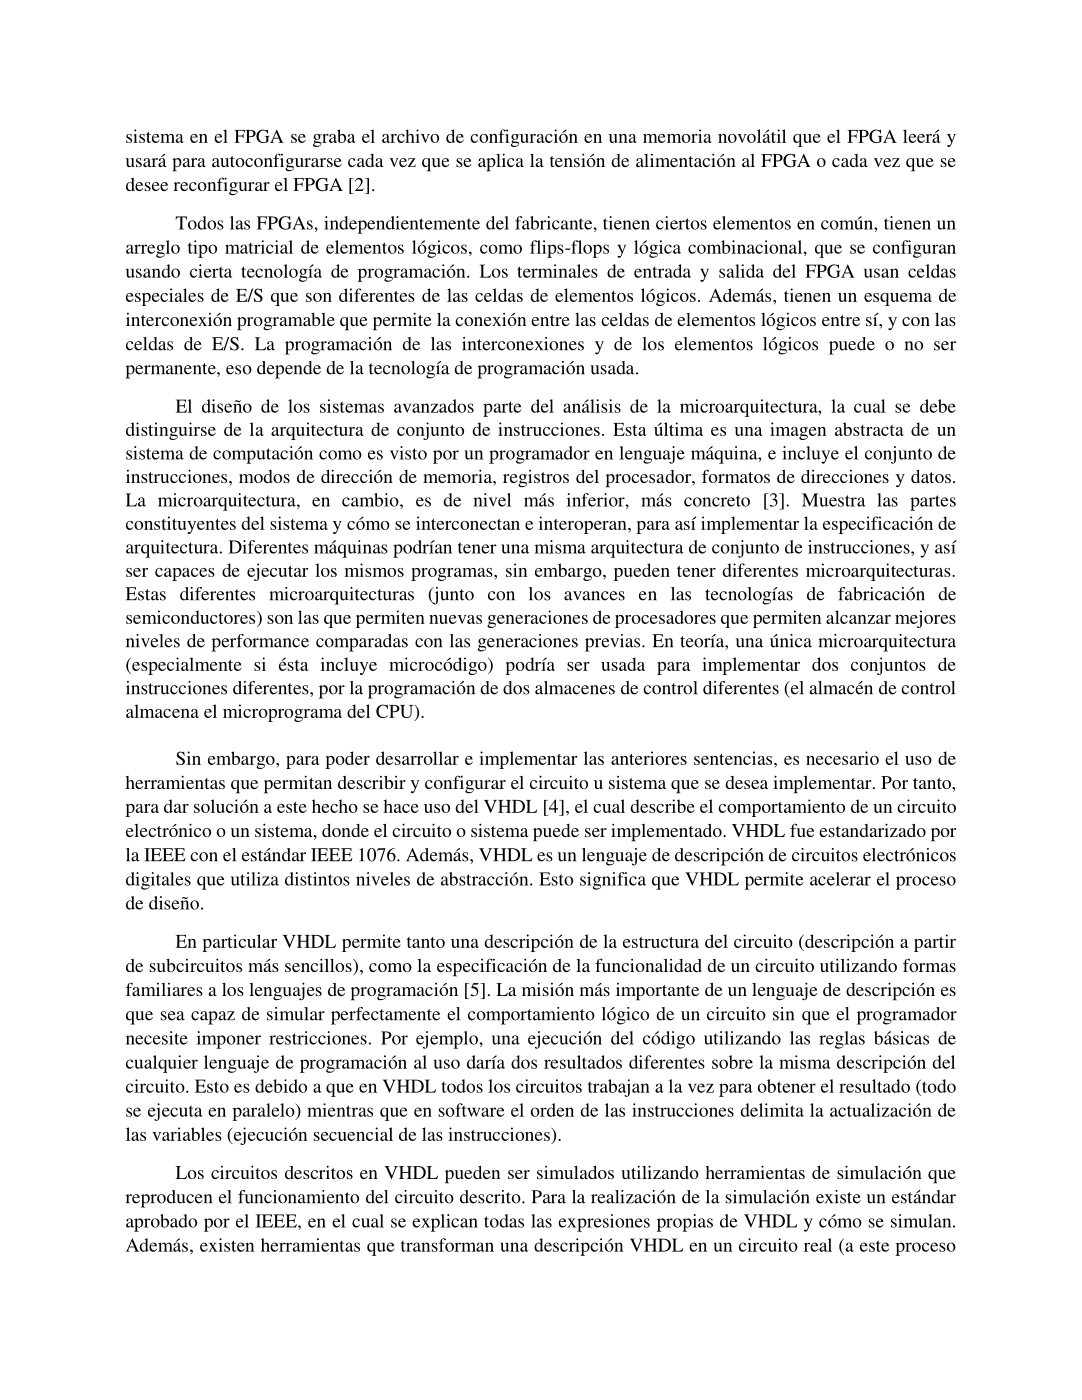 sistema en el FPGA se graba el archivo de configuración en una memoria novolátil que el FPGA leerá y
usará para autoconfigurarse cada vez que se aplica la tensión de alimentación al FPGA o cada vez que se
desee reconfigurar el FPGA [2].
Todos las FPGAs, independientemente del fabricante, tienen ciertos elementos en común, tienen un
arreglo tipo matricial de elementos lógicos, como flips-flops y lógica combinacional, que se configuran
usando cierta tecnología de programación. Los terminales de entrada y salida del FPGA usan celdas
especiales de E/S que son diferentes de las celdas de elementos lógicos. Además, tienen un esquema de
interconexión programable que permite la conexión entre las celdas de elementos lógicos entre sí, y con las
celdas de E/S. La programación de las interconexiones y de los elementos lógicos puede o no ser
permanente, eso depende de la tecnología de programación usada.
El diseño de los sistemas avanzados parte del análisis de la microarquitectura, la cual se debe
distinguirse de la arquitectura de conjunto de instrucciones. Esta última es una imagen abstracta de un
sistema de computación como es visto por un programador en lenguaje máquina, e incluye el conjunto de
instrucciones, modos de dirección de memoria, registros del procesador, formatos de direcciones y datos.
La microarquitectura, en cambio, es de nivel más inferior, más concreto [3]. Muestra las partes
constituyentes del sistema y cómo se interconectan e interoperan, para así implementar la especificación de
arquitectura. Diferentes máquinas podrían tener una misma arquitectura de conjunto de instrucciones, y así
ser capaces de ejecutar los mismos programas, sin embargo, pueden tener diferentes microarquitecturas.
Estas diferentes microarquitecturas (junto con los avances en las tecnologías de fabricación de
semiconductores) son las que permiten nuevas generaciones de procesadores que permiten alcanzar mejores
niveles de performance comparadas con las generaciones previas. En teoría, una única microarquitectura
(especialmente si ésta incluye microcódigo) podría ser usada para implementar dos conjuntos de
instrucciones diferentes, por la programación de dos almacenes de control diferentes (el almacén de control
almacena el microprograma del CPU).
Sin embargo, para poder desarrollar e implementar las anteriores sentencias, es necesario el uso de
herramientas que permitan describir y configurar el circuito u sistema que se desea implementar. Por tanto,
para dar solución a este hecho se hace uso del VHDL [4], el cual describe el comportamiento de un circuito
electrónico o un sistema, donde el circuito o sistema puede ser implementado. VHDL fue estandarizado por
la IEEE con el estándar IEEE 1076. Además, VHDL es un lenguaje de descripción de circuitos electrónicos
digitales que utiliza distintos niveles de abstracción. Esto significa que VHDL permite acelerar el proceso
de diseño.
En particular VHDL permite tanto una descripción de la estructura del circuito (descripción a partir
de subcircuitos más sencillos), como la especificación de la funcionalidad de un circuito utilizando formas
familiares a los lenguajes de programación [5]. La misión más importante de un lenguaje de descripción es
que sea capaz de simular perfectamente el comportamiento lógico de un circuito sin que el programador
necesite imponer restricciones. Por ejemplo, una ejecución del código utilizando las reglas básicas de
cualquier lenguaje de programación al uso daría dos resultados diferentes sobre la misma descripción del
circuito. Esto es debido a que en VHDL todos los circuitos trabajan a la vez para obtener el resultado (todo
se ejecuta en paralelo) mientras que en software el orden de las instrucciones delimita la actualización de
las variables (ejecución secuencial de las instrucciones).
Los circuitos descritos en VHDL pueden ser simulados utilizando herramientas de simulación que
reproducen el funcionamiento del circuito descrito. Para la realización de la simulación existe un estándar
aprobado por el IEEE, en el cual se explican todas las expresiones propias de VHDL y cómo se simulan.
Además, existen herramientas que transforman una descripción VHDL en un circuito real (a este proceso